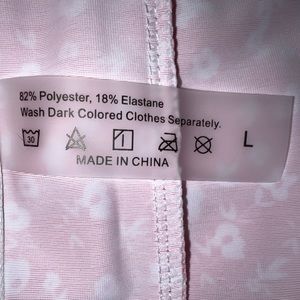 82% Polyester, 18% Elastane
Wash Dark Colored Clothes Separately.
30 L
MADE IN CHINA